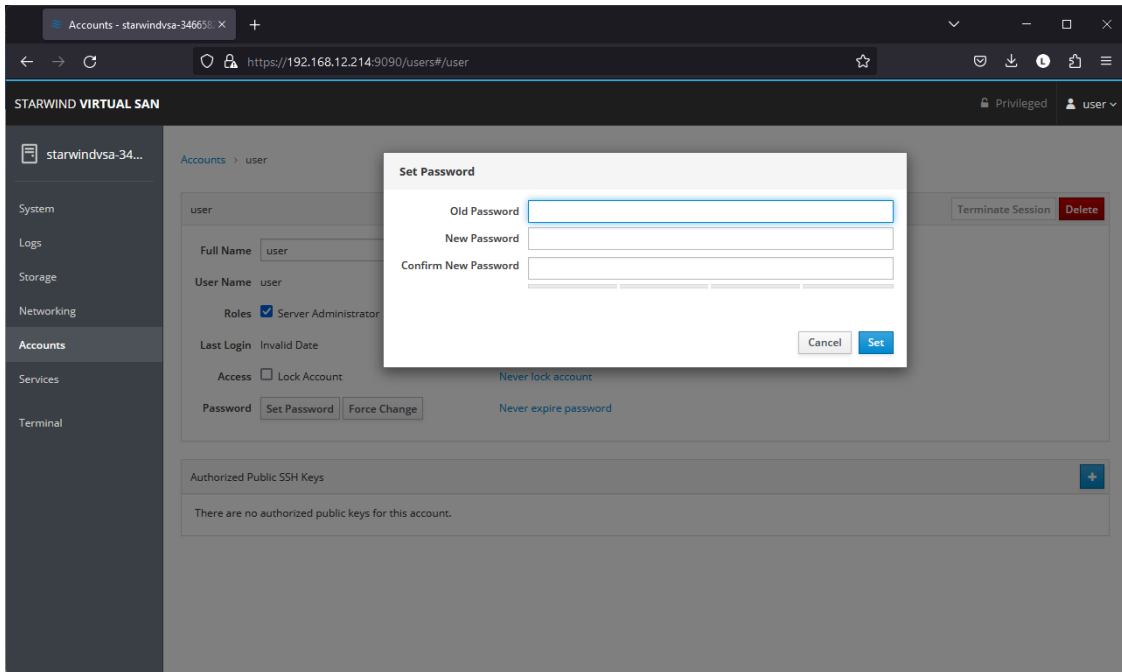 Accounts - starwindvsa-346658
https://192.168.12.214:9090/users#/user
L
STARWIND VIRTUAL SAN
Privileged
user
starwindvsa-34...
System
Logs
Storage
Networking
Accounts
Services
Terminal
Accounts > user
user
Terminate Session
Delete
Full Name user
User Name user
Roles Server Administrator
Last Login Invalid Date
Access Lock Account
Never lock account
Password Set Password Force Change
Never expire password
Set Password
Old Password
New Password
Confirm New Password
Cancel
Set
Authorized Public SSH Keys
There are no authorized public keys for this account.